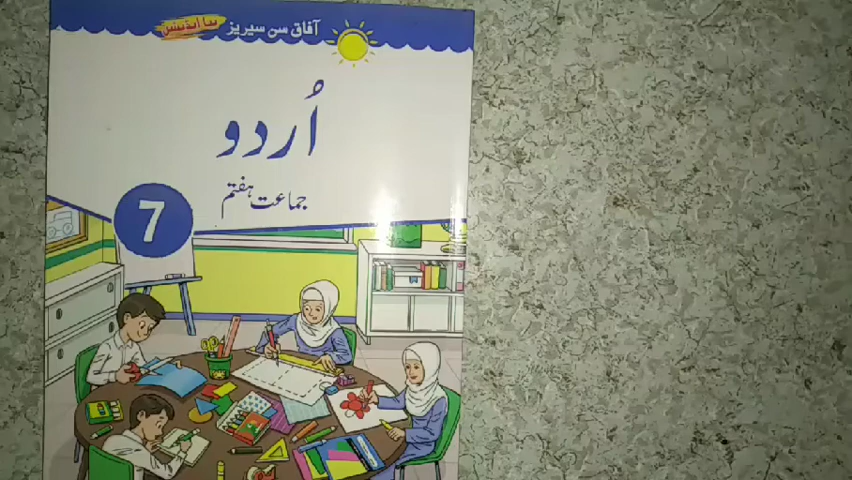 آفاق سن سیریز نیا ایڈیشن
اُردو
جماعت ہفتم
7